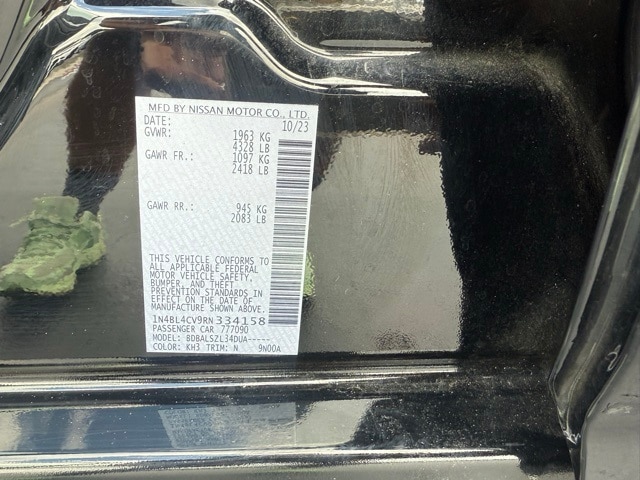 MFD BY NISSAN MOTOR CO., LTD.
DATE: 10/23
GVWR: 1963 KG
4328 LB
GAWR FR.: 1097 KG
2418 LB
GAWR RR.: 945 KG
2083 LB
THIS VEHICLE CONFORMS TO
ALL APPLICABLE FEDERAL
MOTOR VEHICLE SAFETY,
BUMPER, AND THEFT
PREVENTION STANDARDS IN
EFFECT ON THE DATE OF
MANUFACTURE SHOWN ABOVE.
1N4BL4CV9RN334158
PASSENGER CAR 777090
MODEL: BDBALSZL34DUA-----
COLOR: KH3 TRIM: N 9N00A